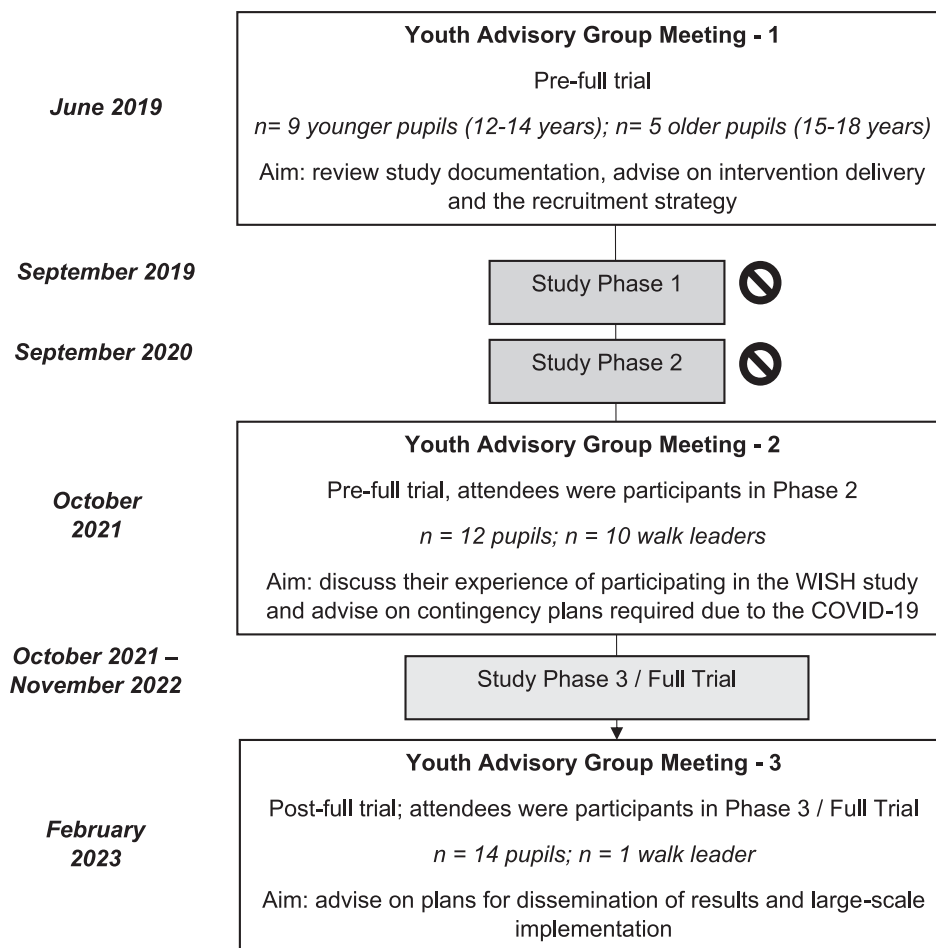 Youth Advisory Group Meeting - 1
Pre-full trial
June 2019
n= 9 younger pupils (12-14 years); n= 5 older pupils (15-18 years)
Aim: review study documentation, advise on intervention delivery
and the recruitment strategy
September 2019
Study Phase 1
September 2020
Study Phase 2
Youth Advisory Group Meeting - 2
Pre-full trial, attendees were participants in Phase 2
October
2021
n = 12 pupils; n = 10 walk leaders
Aim: discuss their experience of participating in the WISH study
and advise on contingency plans required due to the COVID-19
October 2021 –
November 2022
Study Phase 3 / Full Trial
Youth Advisory Group Meeting - 3
Post-full trial; attendees were participants in Phase 3 / Full Trial
February
2023
n = 14 pupils; n = 1 walk leader
Aim: advise on plans for dissemination of results and large-scale
implementation